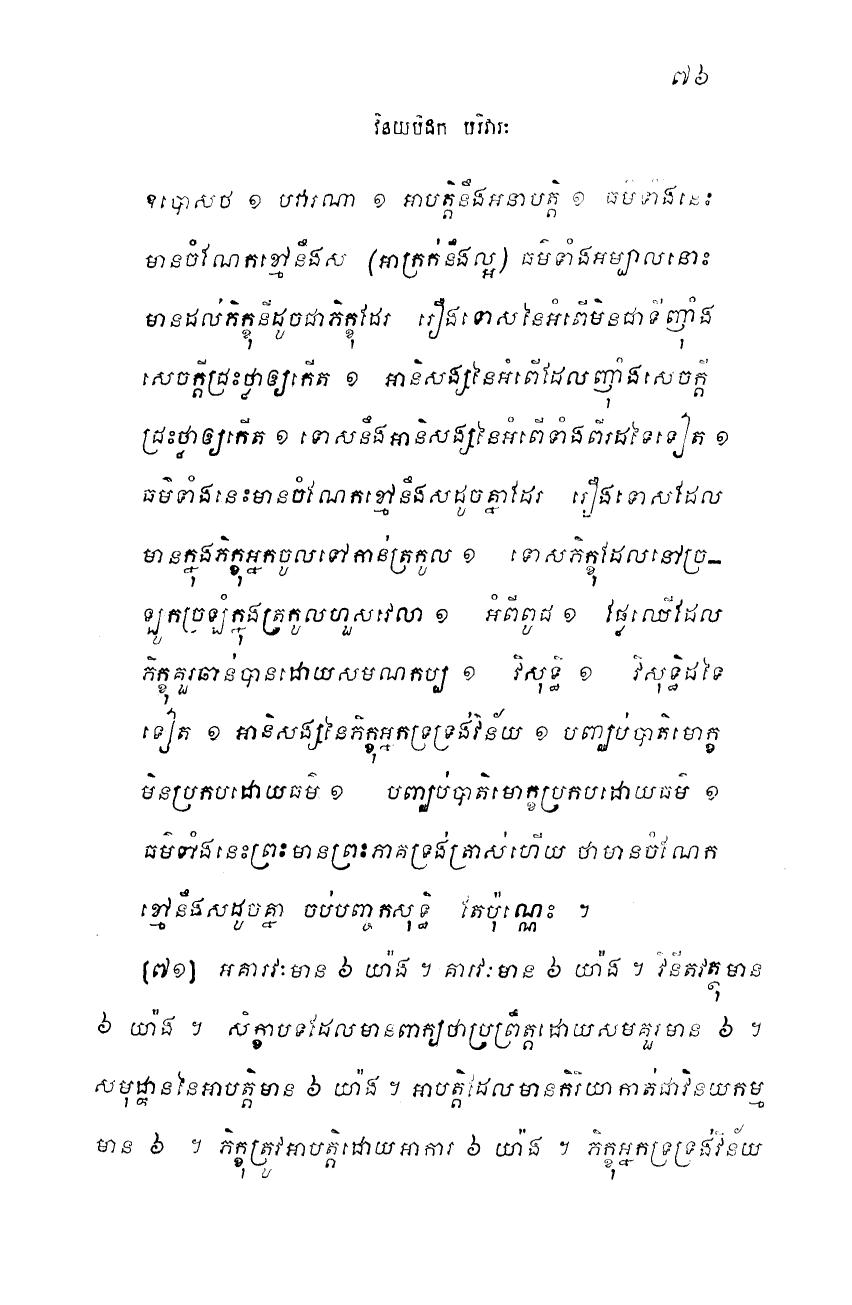 ៧៦
វិនយបិដក បរិវារៈ
ឧបោសថ ១ បវារណា ១ អាបត្តិនឹងអនាបត្តិ ១ ធម៌ទាំងនេះ
មានចំណែកខ្មៅនឹងស (អាក្រក់នឹងល្អ) ធម៌ទាំងអម្បាលនោះ
មានដល់ភិក្ខុនីដូចជាភិក្ខុដែរ រឿងទោសនៃអំពើមិនជាទីញុំាង
សេចក្តីជ្រះថ្លាឲ្យកើត ១ អានិសង្សនៃអំពើដែលញុំាងសេចក្តី
ជ្រះថ្លាឲ្យកើត ១ ទោសនឹងអានិសង្សនៃអំពើទាំងពីរដទៃទៀត ១
ធម៌ទាំងនេះមានចំណែកខ្មៅនឹងសដូចគ្នាដែរ រឿងទោសដែល
មានក្នុងភិក្ខុអ្នកចូលទៅកាន់ត្រកូល ១ ទោសភិក្ខុដែលនៅច្រ-
ឡូកច្រឡំក្នុងត្រកូលហួសវេលា ១ អំពីពូជ ១ ផ្លែឈើដែល
ភិក្ខុគួរឆាន់បានដោយសមណកប្ប ១ វិសុទ្ធិ ១ វិសុទ្ធិដទៃ
ទៀត ១ អានិសង្សនៃភិក្ខុអ្នកទ្រទ្រង់វិន័យ ១ បញ្ឈប់បាតិមោក្ខ
មិនប្រកបដោយធម៌ ១ បញ្ឈប់បាតិមោក្ខប្រកបដោយធម៌ ១
ធម៌ទាំងនេះព្រះមានព្រះភាគទ្រង់ត្រាស់ហើយ ថាមានចំណែក
ខ្មៅនឹងសដូចគ្នា ចប់បញ្ចកសុទ្ធិ តែប៉ុណ្ណេះ ។
[៧១] អគារវៈមាន ៦ យ៉ាង ។ គារវៈមាន ៦ យ៉ាង ។ វិនីតវត្ថុមាន
៦ យ៉ាង ។ សិក្ខាបទដែលមានពាក្យថាប្រព្រឹត្តដោយសមគួរមាន ៦ ។
សមុដ្ឋាននៃអាបត្តិមាន ៦ យ៉ាង ។ អាបត្តិដែលមានកិរិយាកាត់ជាវិនយកម្ម
មាន ៦ ។ ភិក្ខុត្រូវអាបត្តិដោយអាការ ៦ យ៉ាង ។ ភិក្ខុអ្នកទ្រទ្រង់វិន័យ